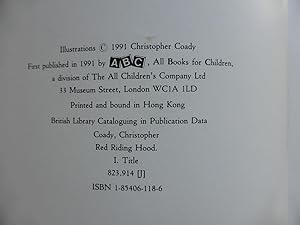 Illustrations © 1991 Christopher Coady
First published in 1991 by ABC, All Books for Children,
a division of The All Children's Company Ltd
33 Museum Street, London WC1A 1LD
Printed and bound in Hong Kong
British Library Cataloguing in Publication Data
Coady, Christopher
Red Riding Hood.
I. Title
823,914 [J]
ISBN 1-85406-118-6